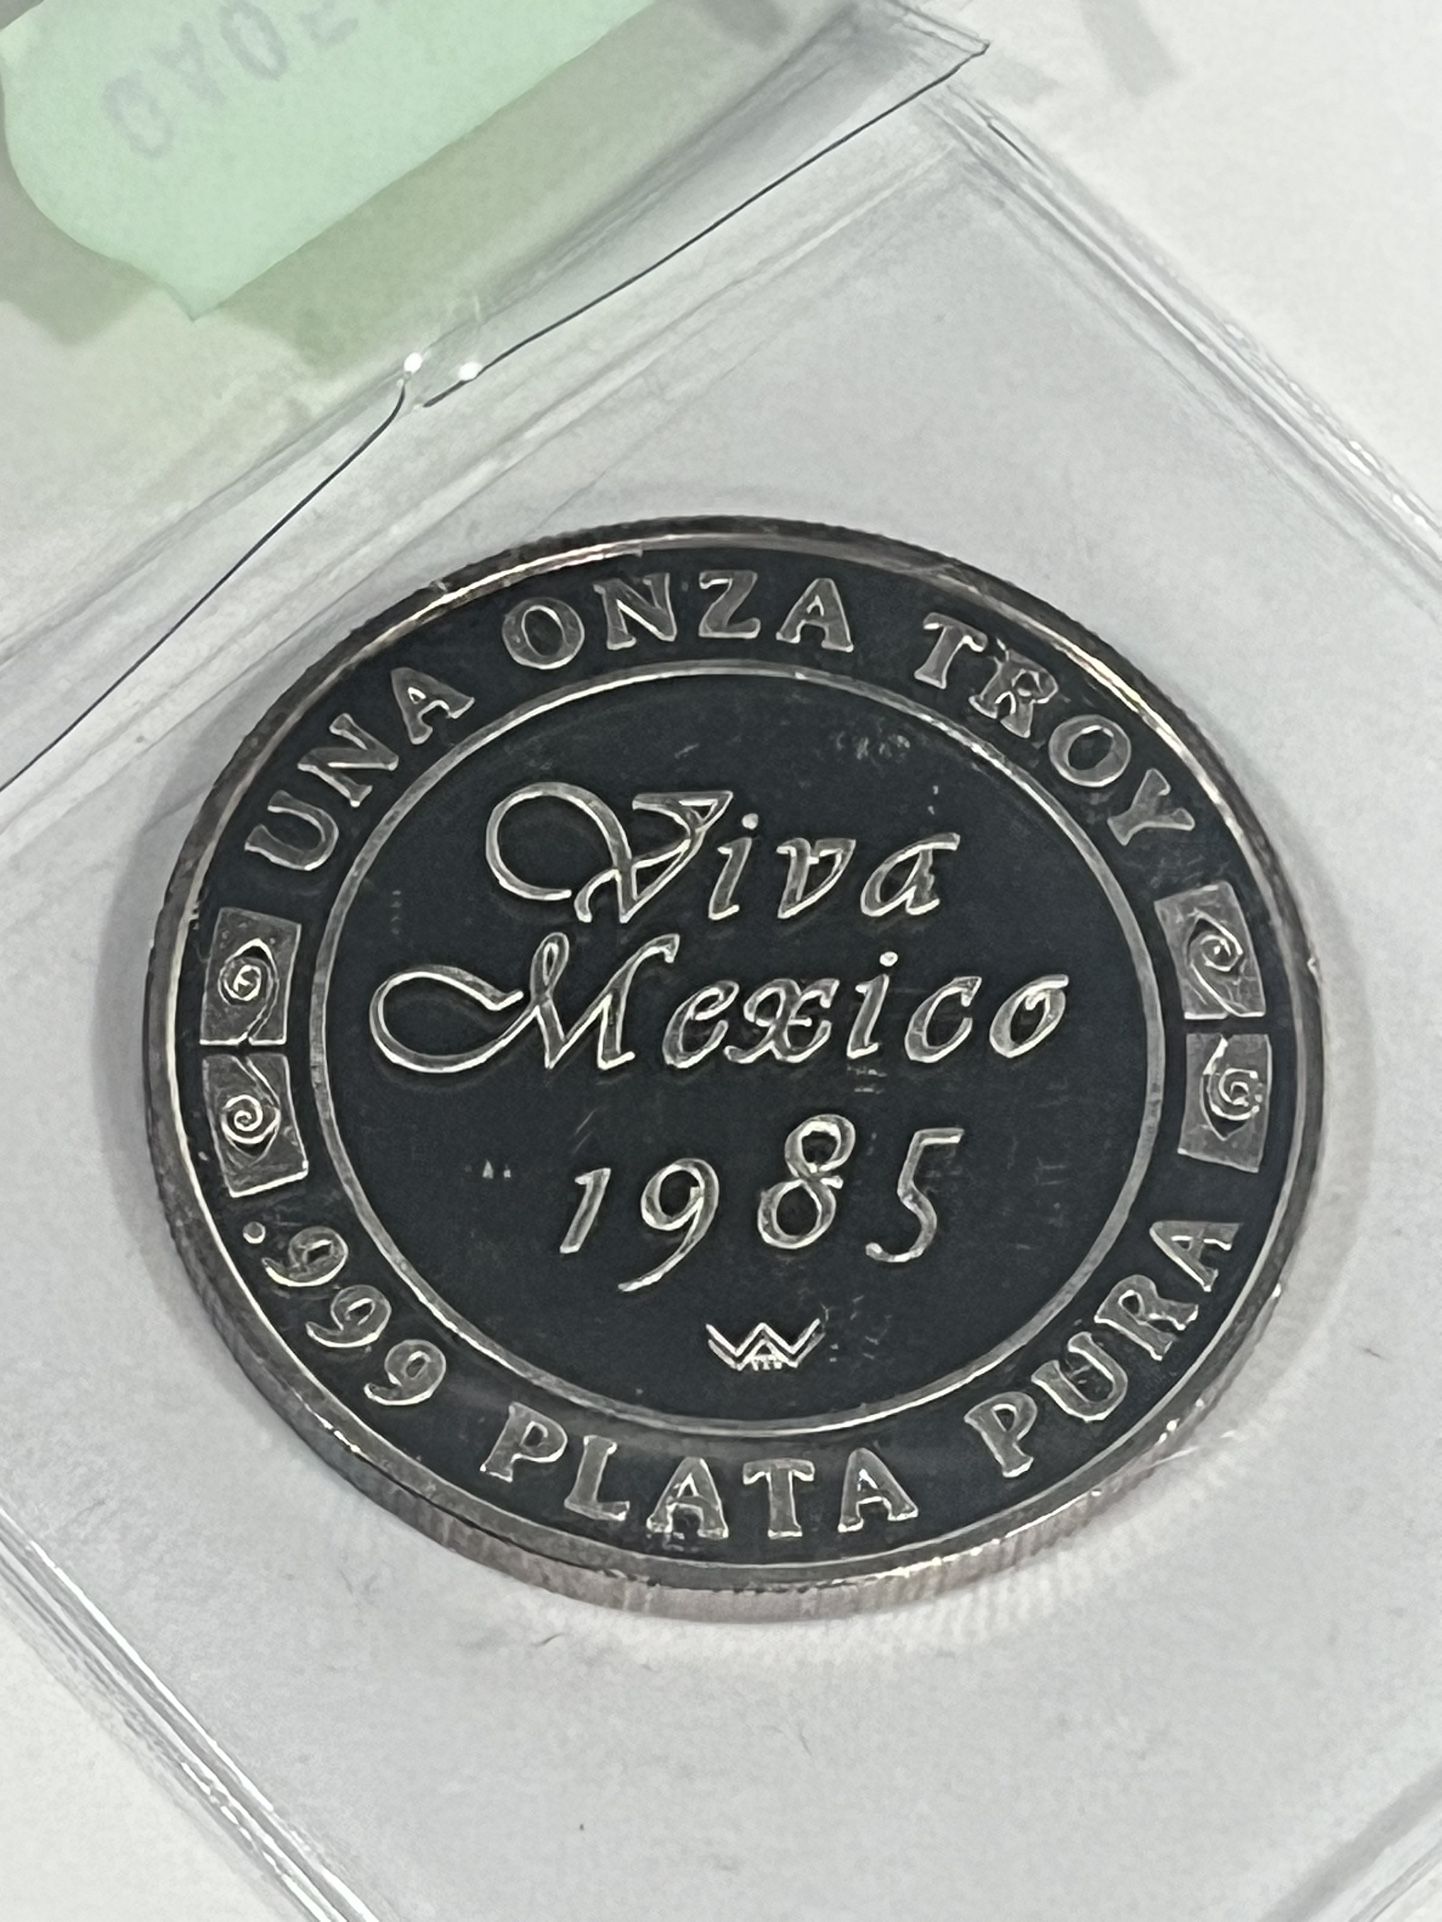 UNA ONZA TROY
Viva
Mexico
1985
.999 PLATA PURA